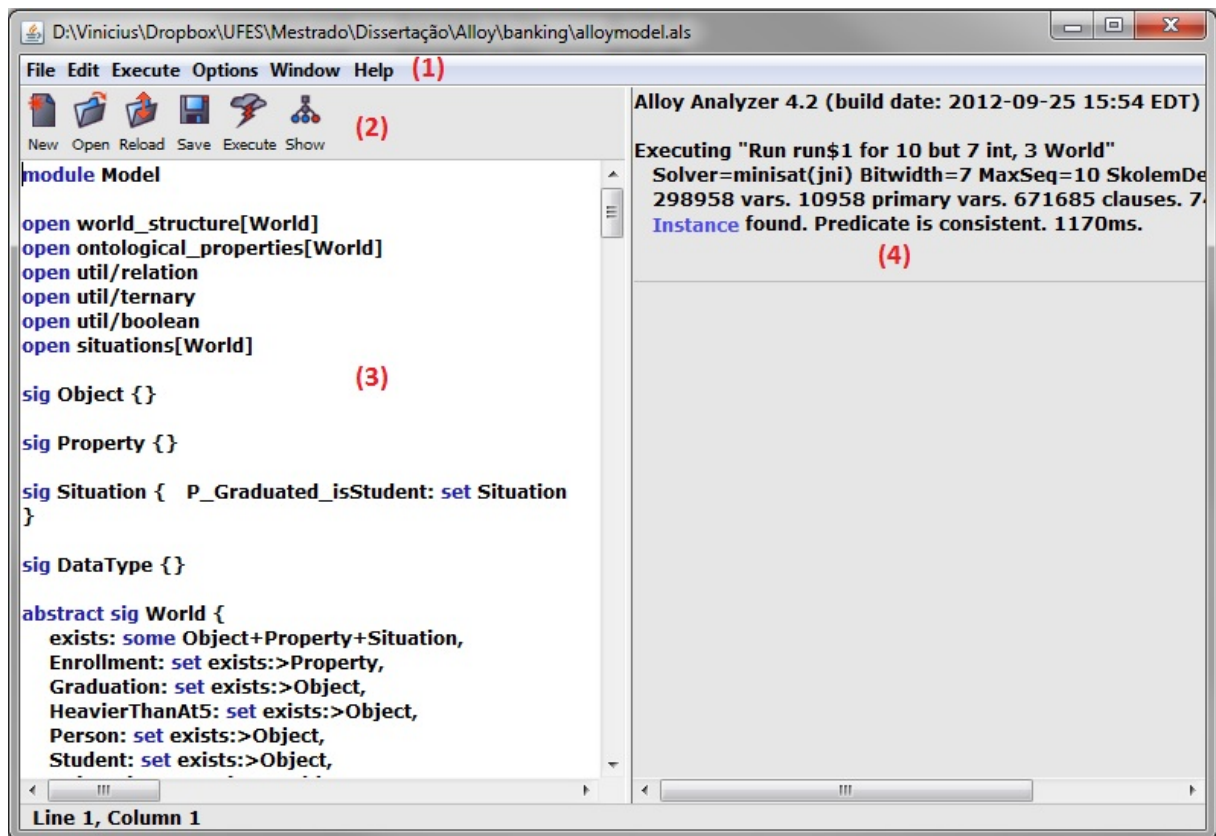 D:\Vinicius\Dropbox\UFES\Mestrado\Dissertação\Alloy\banking\alloymodel.als
File Edit Execute Options Window Help (1)
New Open Reload Save Execute Show (2)
module Model
open world_structure[World]
open ontological_properties[World]
open util/relation
open util/ternary
open util/boolean
open situations[World]
(3)
sig Object {}
sig Property {}
sig Situation { P_Graduated_isStudent: set Situation
}
sig DataType {}
abstract sig World {
exists: some Object+Property+Situation,
Enrollment: set exists:>Property,
Graduation: set exists:>Object,
HeavierThanAt5: set exists:>Object,
Person: set exists:>Object,
Student: set exists:>Object,
Alloy Analyzer 4.2 (build date: 2012-09-25 15:54 EDT)
Executing "Run run$1 for 10 but 7 int, 3 World"
Solver=minisat(jni) Bitwidth=7 MaxSeq=10 SkolemDe
298958 vars. 10958 primary vars. 671685 clauses. 74
Instance found. Predicate is consistent. 1170ms.
(4)
Line 1, Column 1